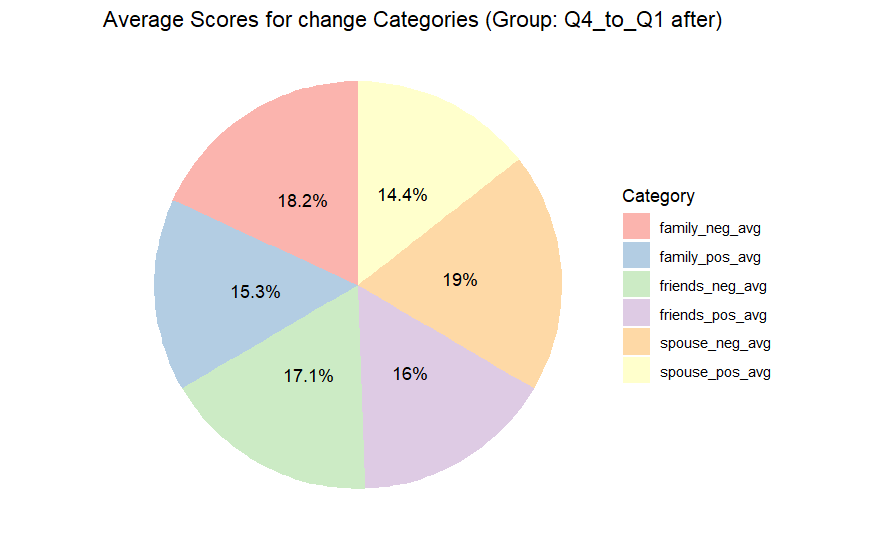 Average Scores for change Categories (Group: Q4_to_Q1 after)
18.2%
14.4%
15.3%
19%
17.1%
16%
Category
family_neg_avg
family_pos_avg
friends_neg_avg
friends_pos_avg
spouse_neg_avg
spouse_pos_avg